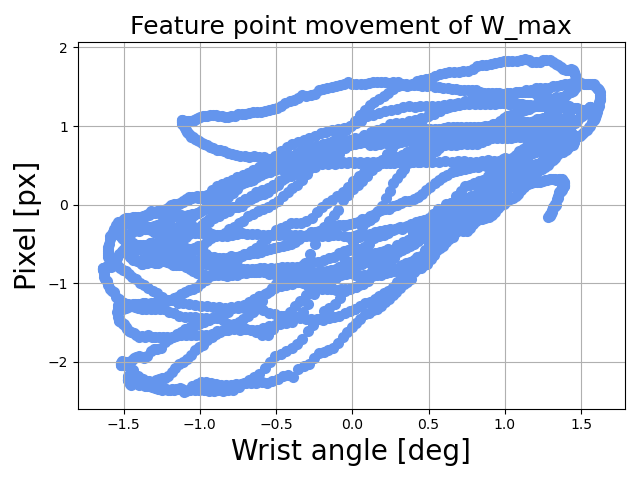 Feature point movement of W_max
2
1
0
−1
−2
Pixel [px]
−1.5 −1.0 −0.5 0.0 0.5 1.0 1.5
Wrist angle [deg]